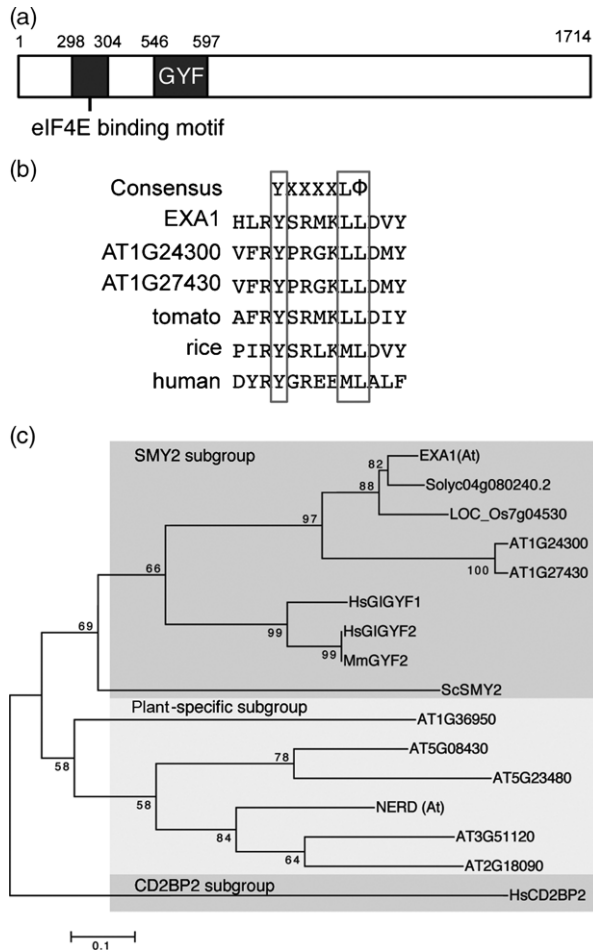 (a)
1 298 304 546 597 1714
GYF
eIF4E binding motif
(b)
Consensus YXXXXLΦ
EXA1 HLRYSRMKLLDVY
AT1G24300 VFRYPRGKLLDMY
AT1G27430 VFRYPRGKLLDMY
tomato AFRYSRMKLLDIY
rice PIRYSRLKMLDVY
human DYRYGREEMLALF
(c)
SMY2 subgroup
EXA1(At)
82
Solyc04g080240.2
88
LOC_Os7g04530
97
AT1G24300
100
AT1G27430
66
HsGIGYF1
99
HsGIGYF2
99
MmGYF2
69
ScSMY2
Plant-specific subgroup
AT1G36950
58
AT5G08430
78
AT5G23480
58
NERD (At)
84
AT3G51120
64
AT2G18090
CD2BP2 subgroup
HsCD2BP2
0.1